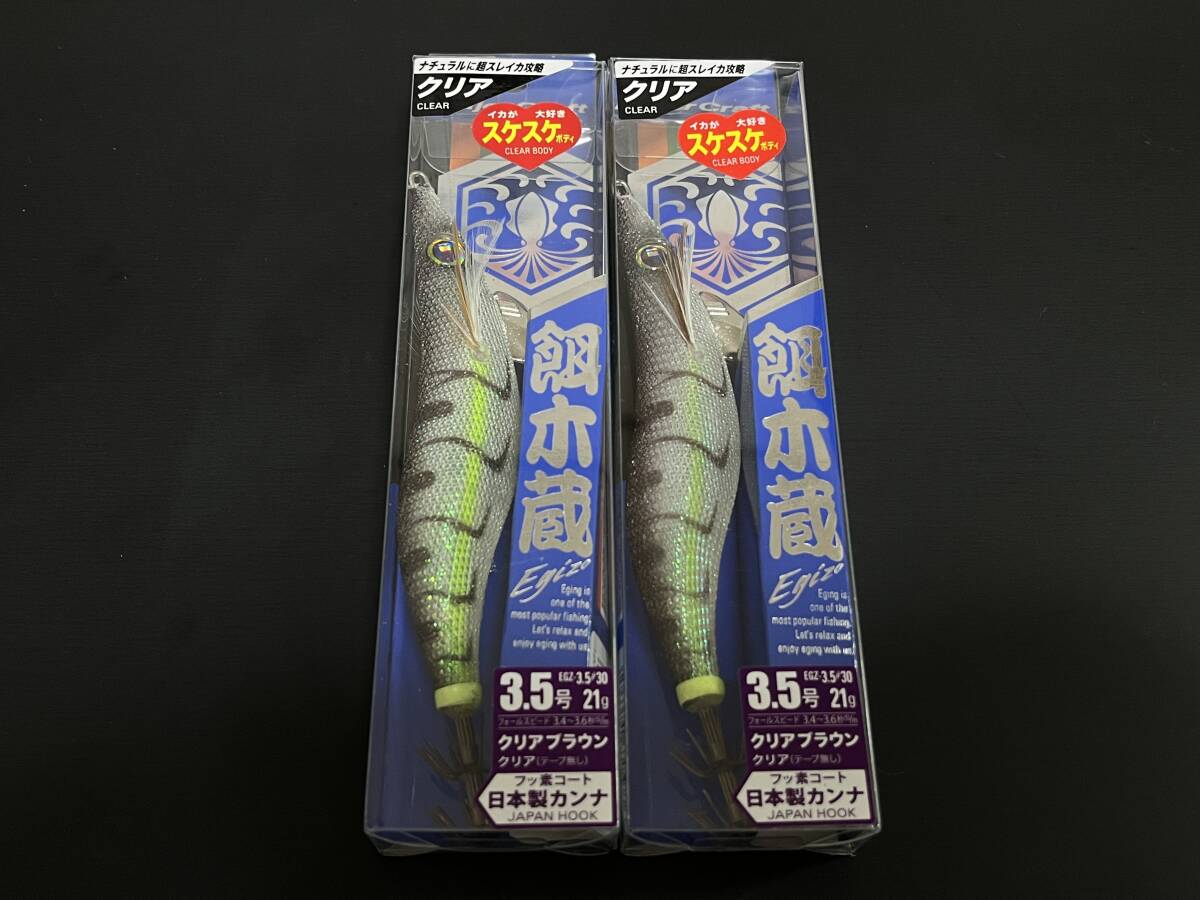 ナチュラルに超スレイカ攻略
クリア
CLEAR
イカが 大好き
スケスケボディ
CLEAR BODY
餌木蔵
Egizo
Eging is
one of the
most popular fishing.
Let's relax and
enjoy eging with us.
EGZ-3.5#30
3.5号 21g
フォールスピード 3.4〜3.6秒/m
クリアブラウン
クリア(テープ無し)
フッ素コート
日本製カンナ
JAPAN HOOK
ナチュラルに超スレイカ攻略
クリア
CLEAR
Craft
イカが 大好き
スケスケボディ
CLEAR BODY
餌木蔵
Egizo
Eging is
one of the
most popular fishing.
Let's relax and
enjoy eging with us.
EGZ-3.5#30
3.5号 21g
フォールスピード 3.4〜3.6秒/m
クリアブラウン
クリア(テープ無し)
フッ素コート
日本製カンナ
JAPAN HOOK